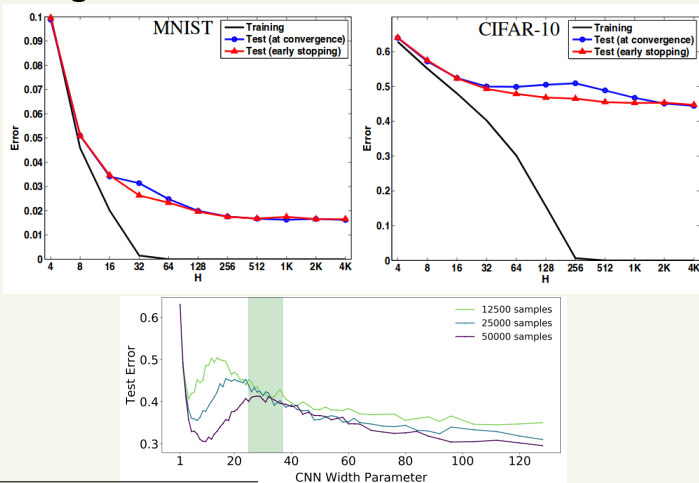 MNIST
Training
Test (at convergence)
Test (early stopping)
0.1
0.09
0.08
0.07
0.06
0.05
0.04
0.03
0.02
0.01
0
Error
4 8 16 32 64 128 256 512 1K 2K 4K
H
CIFAR-10
Training
Test (at convergence)
Test (early stopping)
0.6
0.5
0.4
0.3
0.2
0.1
0
Error
4 8 16 32 64 128 256 512 1K 2K 4K
H
12500 samples
25000 samples
50000 samples
0.6
0.5
0.4
0.3
Test Error
1 20 40 60 80 100 120
CNN Width Parameter